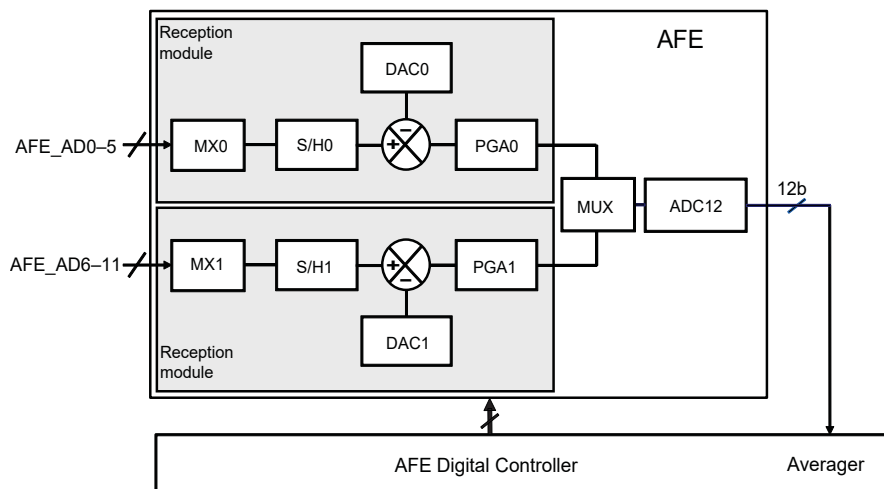 Reception
module
AFE
DAC0
AFE_AD0–5
MX0
S/H0
+
−
PGA0
MUX
ADC12
12b
AFE_AD6–11
MX1
S/H1
+
−
PGA1
DAC1
Reception
module
AFE Digital Controller
Averager